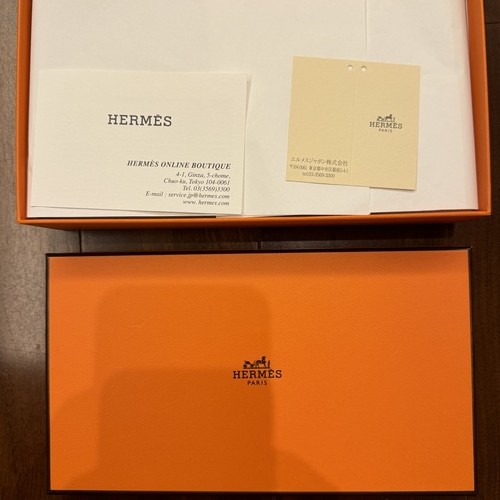 HERMÈS
HERMÈS ONLINE BOUTIQUE
4-1, Ginza, 5-chome,
Chuo-ku, Tokyo 104-0061
Tel. 03(3569)3300
E-mail : service.jp@hermes.com
www. hermes.com
HERMÈS
PARIS
エルメスジャポン株式会社
HERMÈS
PARIS